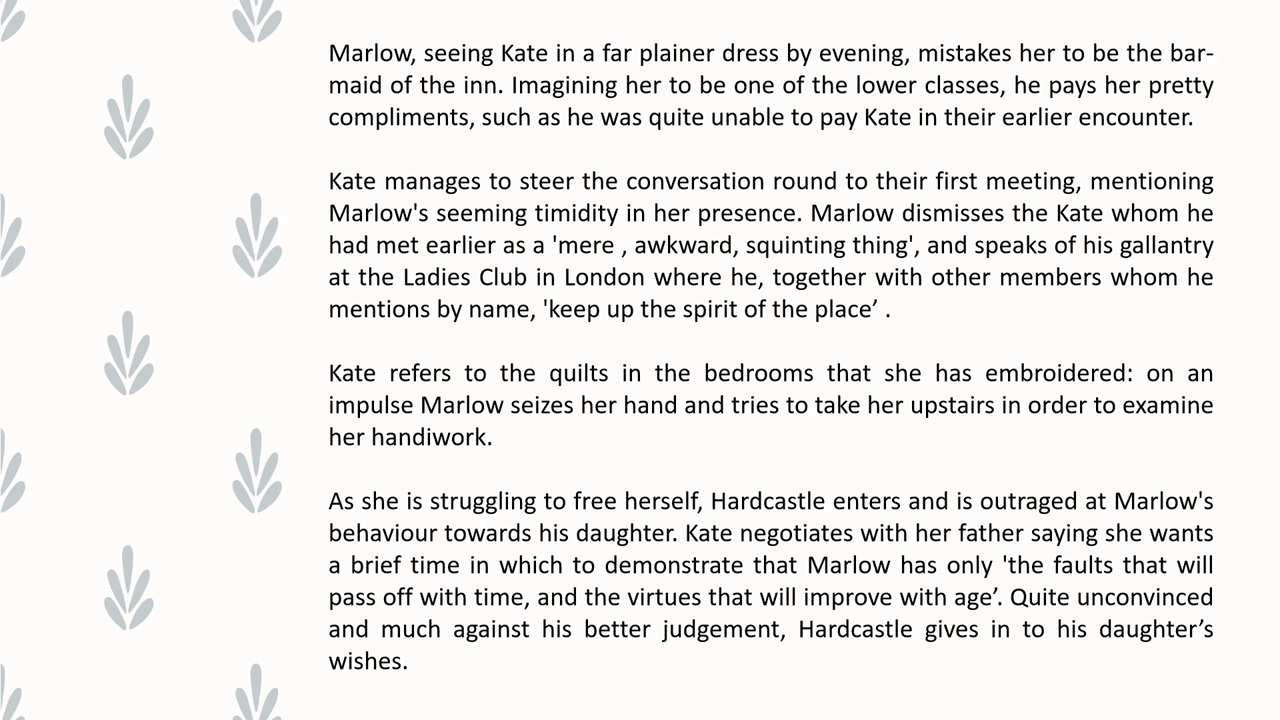 Marlow, seeing Kate in a far plainer dress by evening, mistakes her to be the bar-
maid of the inn. Imagining her to be one of the lower classes, he pays her pretty
compliments, such as he was quite unable to pay Kate in their earlier encounter.
Kate manages to steer the conversation round to their first meeting, mentioning
Marlow's seeming timidity in her presence. Marlow dismisses the Kate whom he
had met earlier as a 'mere , awkward, squinting thing', and speaks of his gallantry
at the Ladies Club in London where he, together with other members whom he
mentions by name, 'keep up the spirit of the place’ .
Kate refers to the quilts in the bedrooms that she has embroidered: on an
impulse Marlow seizes her hand and tries to take her upstairs in order to examine
her handiwork.
As she is struggling to free herself, Hardcastle enters and is outraged at Marlow's
behaviour towards his daughter. Kate negotiates with her father saying she wants
a brief time in which to demonstrate that Marlow has only 'the faults that will
pass off with time, and the virtues that will improve with age’. Quite unconvinced
and much against his better judgement, Hardcastle gives in to his daughter’s
wishes.